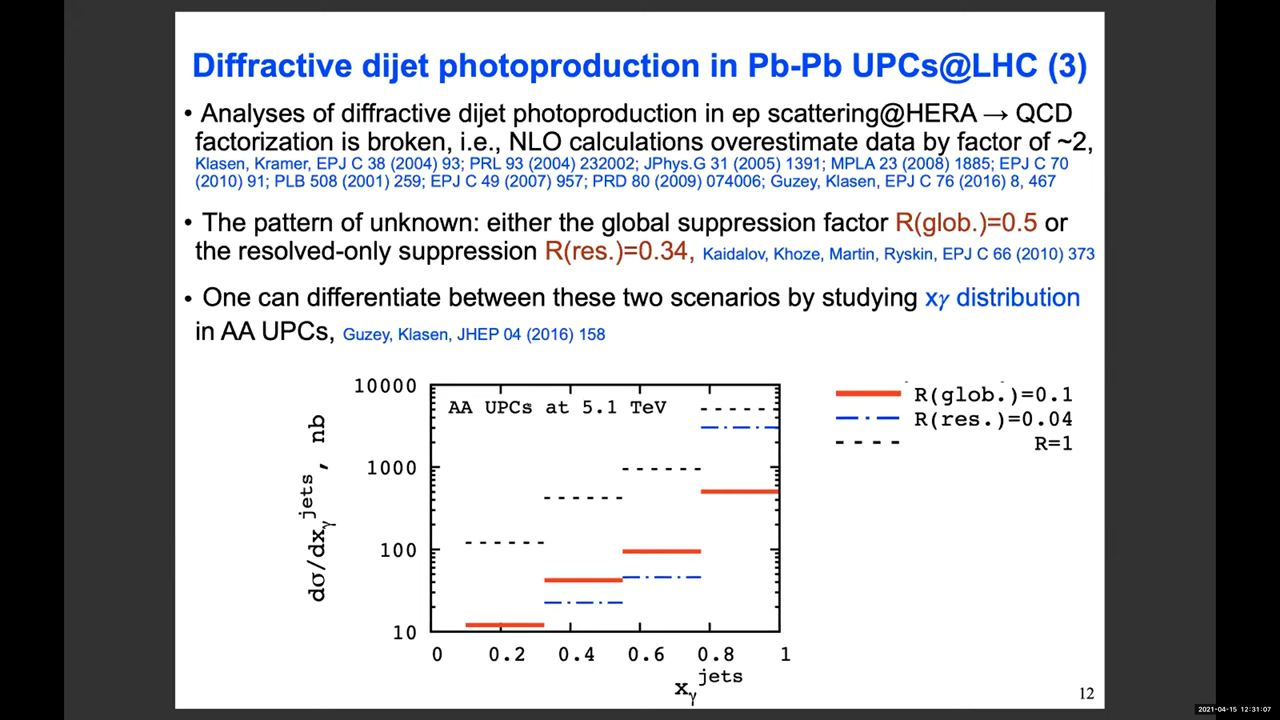 Diffractive dijet photoproduction in Pb-Pb UPCs@LHC (3)
• Analyses of diffractive dijet photoproduction in ep scattering@HERA → QCD
factorization is broken, i.e., NLO calculations overestimate data by factor of ~2,
Klasen, Kramer, EPJ C 38 (2004) 93; PRL 93 (2004) 232002; JPhys.G 31 (2005) 1391; MPLA 23 (2008) 1885; EPJ C 70
(2010) 91; PLB 508 (2001) 259; EPJ C 49 (2007) 957; PRD 80 (2009) 074006; Guzey, Klasen, EPJ C 76 (2016) 8, 467
• The pattern of unknown: either the global suppression factor R(glob.)=0.5 or
the resolved-only suppression R(res.)=0.34, Kaidalov, Khoze, Martin, Ryskin, EPJ C 66 (2010) 373
• One can differentiate between these two scenarios by studying xγ distribution
in AA UPCs, Guzey, Klasen, JHEP 04 (2016) 158
AA UPCs at 5.1 TeV
R(glob.)=0.1
R(res.)=0.04
R=1
dσ/dxγ^jets, nb
10000
1000
100
10
0 0.2 0.4 0.6 0.8 1
xγ^jets
12
2021-04-15 12:31:07